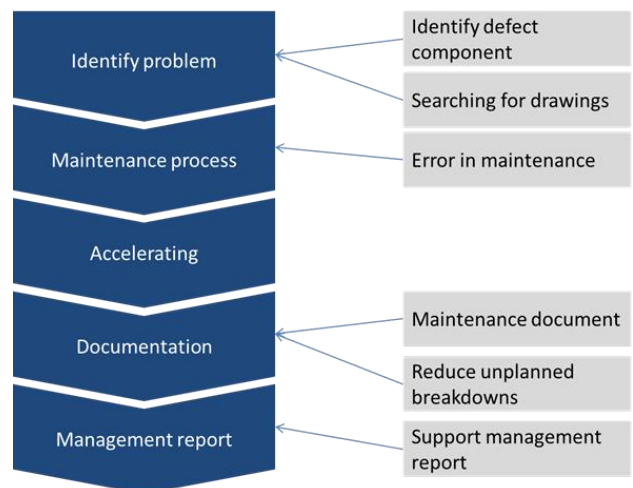 Identify problem
Maintenance process
Accelerating
Documentation
Management report
Identify defect
component
Searching for drawings
Error in maintenance
Maintenance document
Reduce unplanned
breakdowns
Support management
report